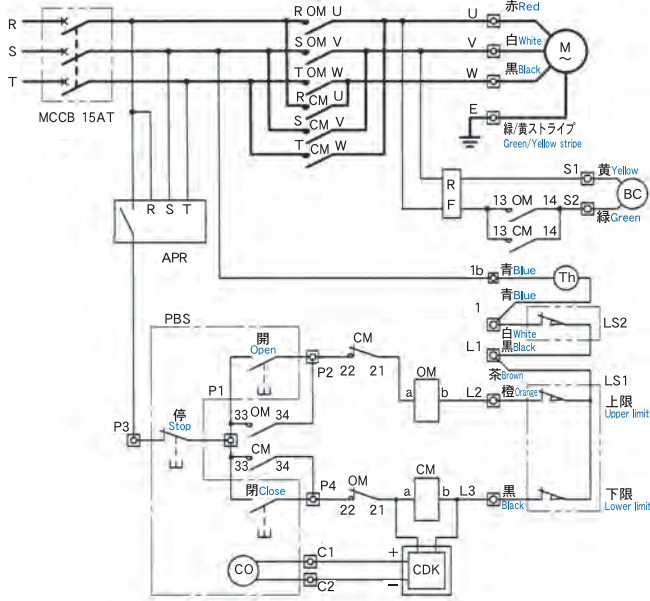 R OM U
U
赤Red
R
S
T
S OM V
V
白White
M
~
T OM W
W
黒Black
R CM U
MCCB 15AT
E
S CM V
緑/黄ストライプ
Green/Yellow stripe
T CM W
S1
黄Yellow
R
F
BC
13 OM 14
S2
緑Green
13 CM 14
R S T
APR
1b
青Blue
Th
青Blue
1
白White
LS2
PBS
L1
黒Black
開
Open
CM
P2
22 21
茶Brown
LS1
OM
a b
L2
橙Orange
上限
Upper limit
P1
33 OM 34
停
Stop
P3
CM
33 34
閉Close
P4
OM
22 21
CM
a b
L3
黒
Black
下限
Lower limit
CO
C1
C2
+
−
CDK